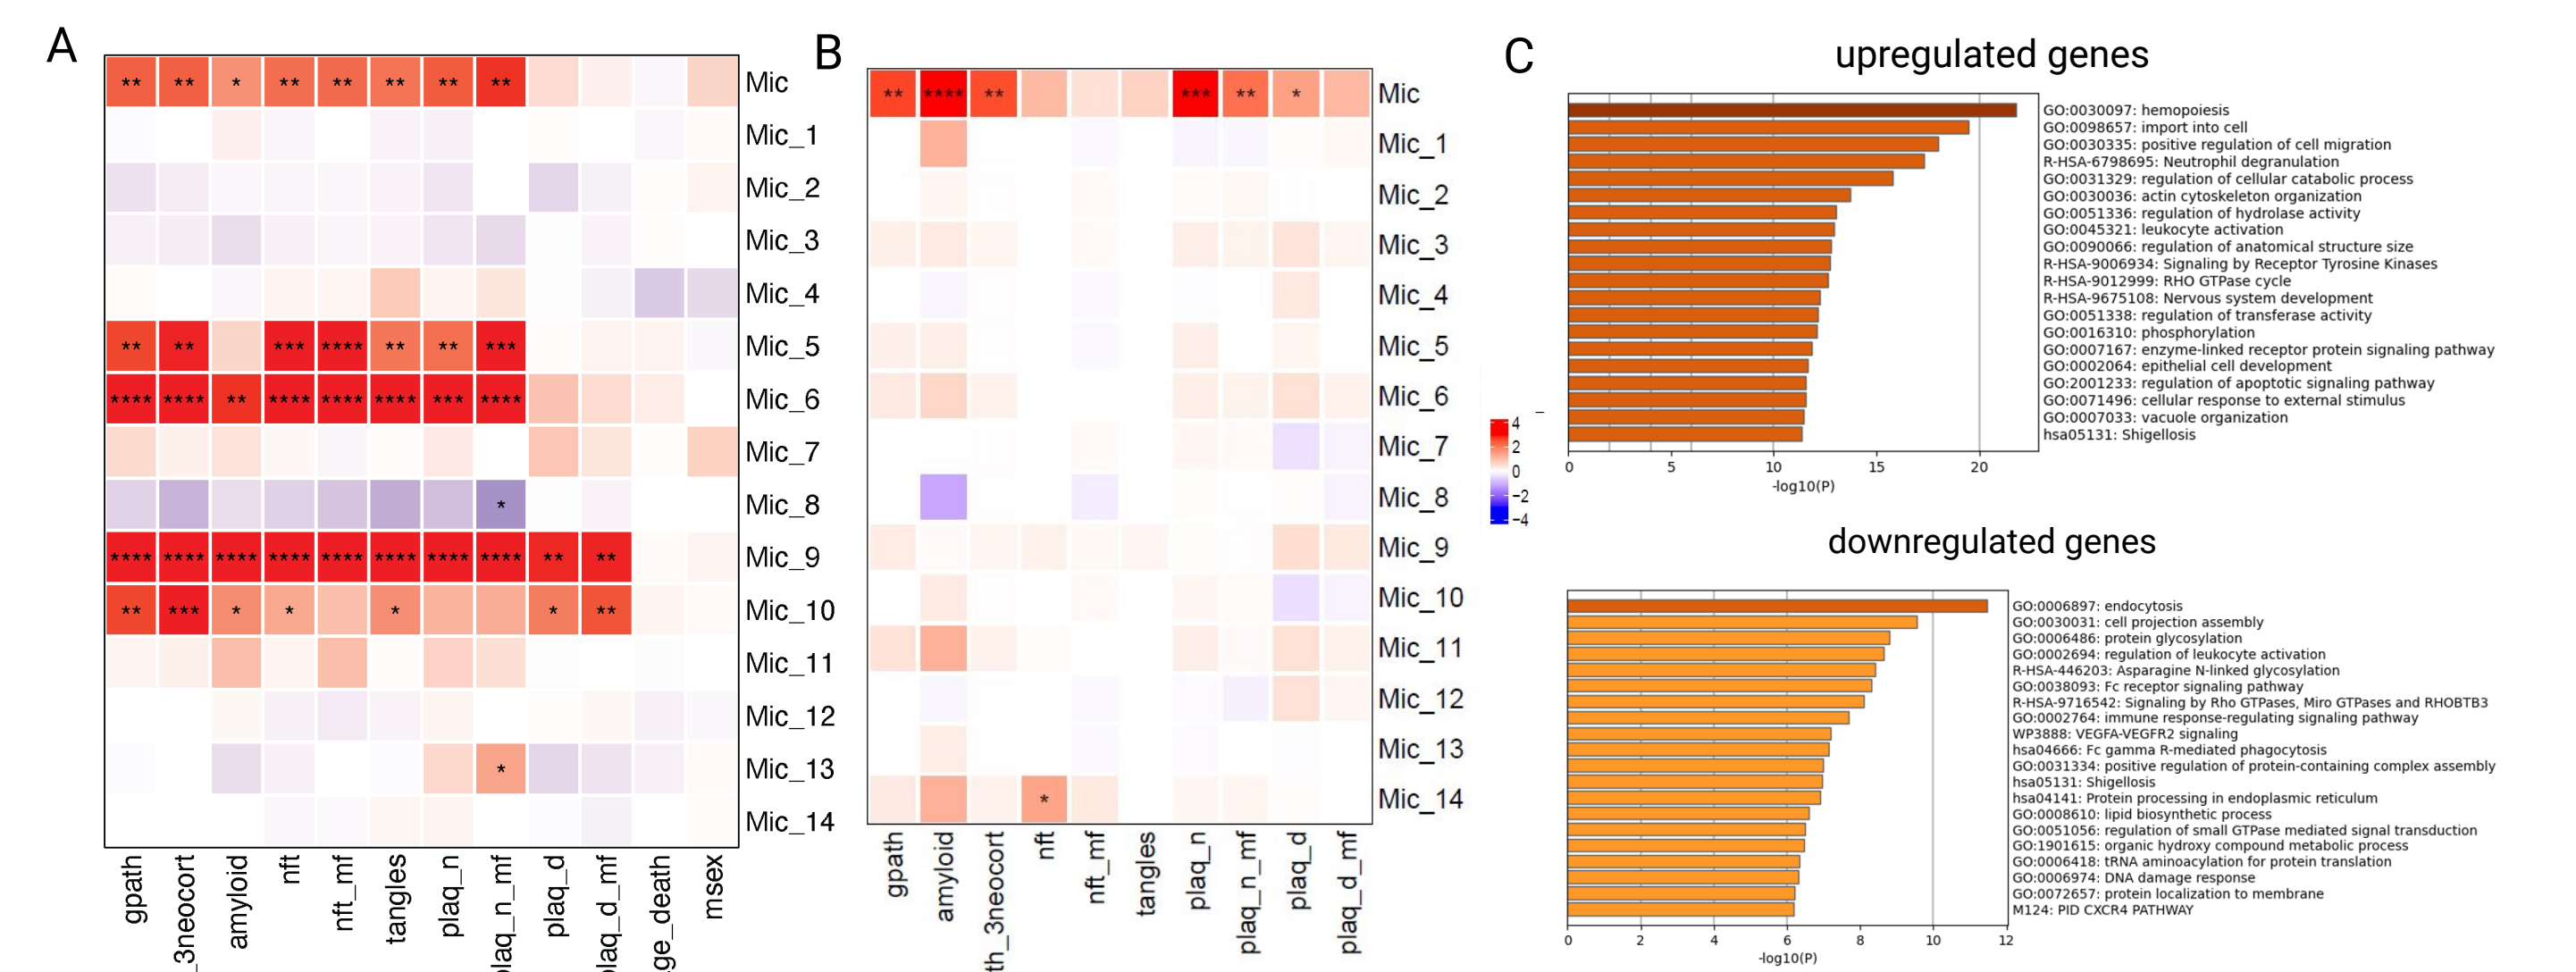 A
** ** * ** ** ** ** ** Mic
Mic_1
Mic_2
Mic_3
Mic_4
** ** *** **** ** ** *** Mic_5
**** **** ** **** **** **** *** **** Mic_6
Mic_7
* Mic_8
**** **** **** **** **** **** **** **** ** ** Mic_9
** *** * * * * ** Mic_10
Mic_11
Mic_12
* Mic_13
Mic_14
gpath
_3neocort
amyloid
nft
nft_mf
tangles
plaq_n
plaq_n_mf
plaq_d
plaq_d_mf
ge_death
msex
B
** **** ** *** ** * Mic
Mic_1
Mic_2
Mic_3
Mic_4
Mic_5
Mic_6
Mic_7
Mic_8
Mic_9
Mic_10
Mic_11
Mic_12
Mic_13
* Mic_14
gpath
amyloid
th_3neocort
nft
nft_mf
tangles
plaq_n
plaq_n_mf
plaq_d
plaq_d_mf
4
2
0
−2
−4
C
upregulated genes
GO:0030097: hemopoiesis
GO:0098657: import into cell
GO:0030335: positive regulation of cell migration
R-HSA-6798695: Neutrophil degranulation
GO:0031329: regulation of cellular catabolic process
GO:0030036: actin cytoskeleton organization
GO:0051336: regulation of hydrolase activity
GO:0045321: leukocyte activation
GO:0090066: regulation of anatomical structure size
R-HSA-9006934: Signaling by Receptor Tyrosine Kinases
R-HSA-9012999: RHO GTPase cycle
R-HSA-9675108: Nervous system development
GO:0051338: regulation of transferase activity
GO:0016310: phosphorylation
GO:0007167: enzyme-linked receptor protein signaling pathway
GO:0002064: epithelial cell development
GO:2001233: regulation of apoptotic signaling pathway
GO:0071496: cellular response to external stimulus
GO:0007033: vacuole organization
hsa05131: Shigellosis
0 5 10 15 20
-log10(P)
downregulated genes
GO:0006897: endocytosis
GO:0030031: cell projection assembly
GO:0006486: protein glycosylation
GO:0002694: regulation of leukocyte activation
R-HSA-446203: Asparagine N-linked glycosylation
GO:0038093: Fc receptor signaling pathway
R-HSA-9716542: Signaling by Rho GTPases, Miro GTPases and RHOBTB3
GO:0002764: immune response-regulating signaling pathway
WP3888: VEGFA-VEGFR2 signaling
hsa04666: Fc gamma R-mediated phagocytosis
GO:0031334: positive regulation of protein-containing complex assembly
hsa05131: Shigellosis
hsa04141: Protein processing in endoplasmic reticulum
GO:0008610: lipid biosynthetic process
GO:0051056: regulation of small GTPase mediated signal transduction
GO:1901615: organic hydroxy compound metabolic process
GO:0006418: tRNA aminoacylation for protein translation
GO:0006974: DNA damage response
GO:0072657: protein localization to membrane
M124: PID CXCR4 PATHWAY
0 2 4 6 8 10 12
-log10(P)